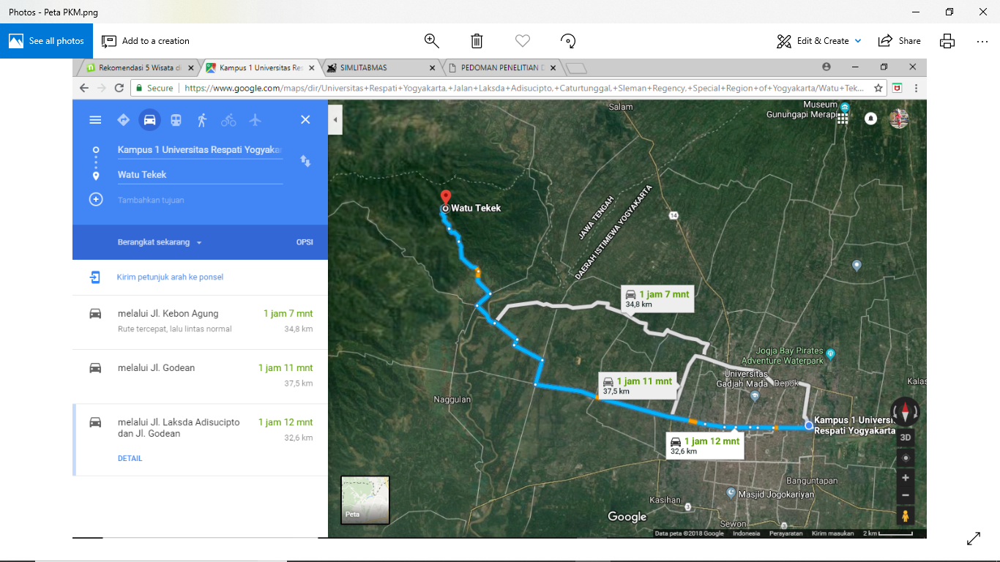 Photos - Peta PKM.png
See all photos
Add to a creation
Edit & Create
Share
Rekomendasi 5 Wisata di
Kampus 1 Universitas Res
SIMLITABMAS
PEDOMAN PENELITIAN D
Secure
https://www.google.com/maps/dir/Universitas+Respati+Yogyakarta,+Jalan+Laksda+Adisucipto,+Caturtunggal,+Sleman+Regency,+Special+Region+of+Yogyakarta/Watu+Tek...
Kampus 1 Universitas Respati Yogyakar
Watu Tekek
Tambahkan tujuan
Berangkat sekarang
OPSI
Kirim petunjuk arah ke ponsel
melalui Jl. Kebon Agung 1 jam 7 mnt
Rute tercepat, lalu lintas normal 34,8 km
melalui Jl. Godean 1 jam 11 mnt
37,5 km
melalui Jl. Laksda Adisucipto 1 jam 12 mnt
dan Jl. Godean 32,6 km
DETAIL
Salam
Museum
Gunungapi Merapi
Watu Tekek
JAWA TENGAH
DAERAH ISTIMEWA YOGYAKARTA
14
1 jam 7 mnt
34,8 km
Jogja Bay Pirates
Adventure Waterpark
Universitas
Gadjah Mada
Depok
Kalas
1 jam 11 mnt
37,5 km
Naggulan
Kampus 1 Universi
Respati Yogyakarta
1 jam 12 mnt
32,6 km
3D
Banguntapan
Masjid Jogokariyan
Kasihan
3
Sewon
3
Peta
Google
Data peta ©2018 Google Indonesia Persyaratan Kirim masukan 2 km